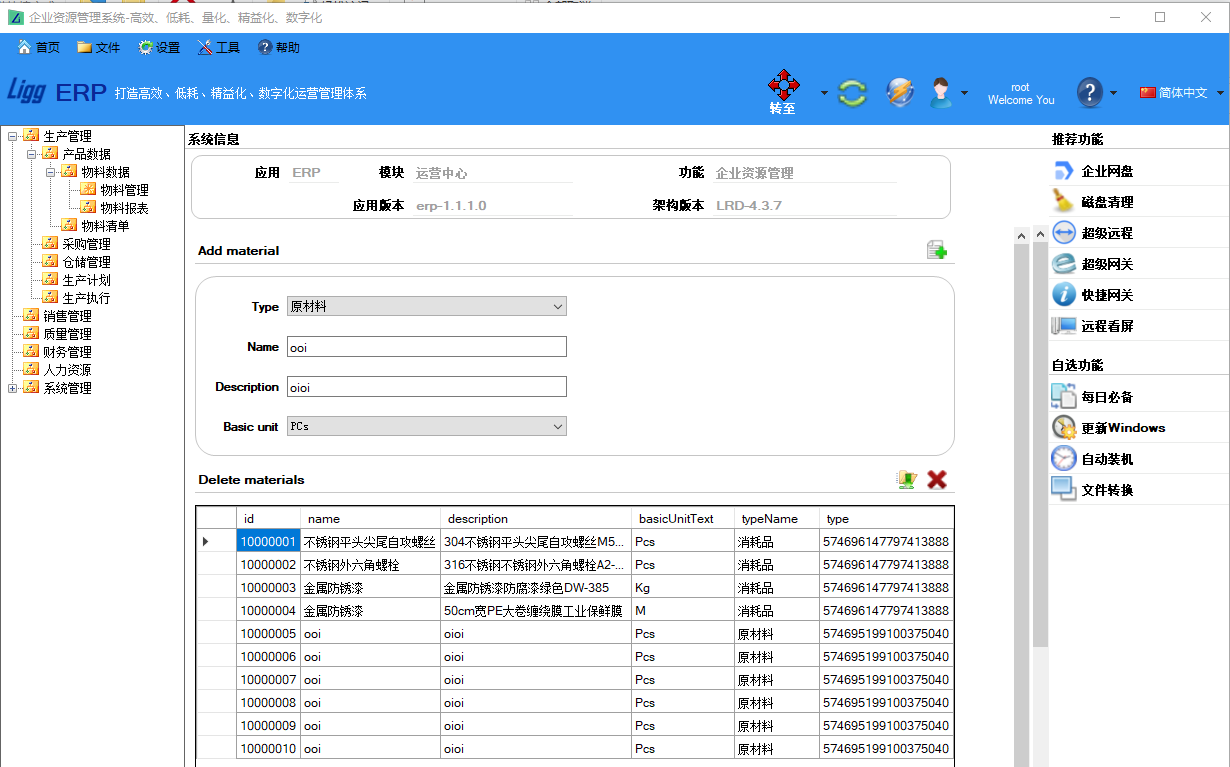 企业资源管理系统-高效、低耗、量化、精益化、数字化
首页 文件 设置 工具 帮助
Ligg ERP 打造高效、低耗、精益化、数字化运营管理体系
转至
root
Welcome You
简体中文
生产管理
产品数据
物料数据
物料管理
物料报表
物料清单
采购管理
仓储管理
生产计划
生产执行
销售管理
质量管理
财务管理
人力资源
系统管理
系统信息
应用 ERP 模块 运营中心 功能 企业资源管理
应用版本 erp-1.1.1.0 架构版本 LRD-4.3.7
Add material
Type 原材料
Name ooi
Description oioi
Basic unit PCs
Delete materials
id name description basicUnitText typeName type
10000001 不锈钢平头尖尾自攻螺丝 304不锈钢平头尖尾自攻螺丝M5... Pcs 消耗品 574696147797413888
10000002 不锈钢外六角螺栓 316不锈钢不锈钢外六角螺栓A2-... Pcs 消耗品 574696147797413888
10000003 金属防锈漆 金属防锈漆防腐漆绿色DW-385 Kg 消耗品 574696147797413888
10000004 金属防锈漆 50cm宽PE大卷缠绕膜工业保鲜膜 M 消耗品 574696147797413888
10000005 ooi oioi Pcs 原材料 574695199100375040
10000006 ooi oioi Pcs 原材料 574695199100375040
10000007 ooi oioi Pcs 原材料 574695199100375040
10000008 ooi oioi Pcs 原材料 574695199100375040
10000009 ooi oioi Pcs 原材料 574695199100375040
10000010 ooi oioi Pcs 原材料 574695199100375040
推荐功能
企业网盘
磁盘清理
超级远程
超级网关
快捷网关
远程看屏
自选功能
每日必备
更新Windows
自动装机
文件转换